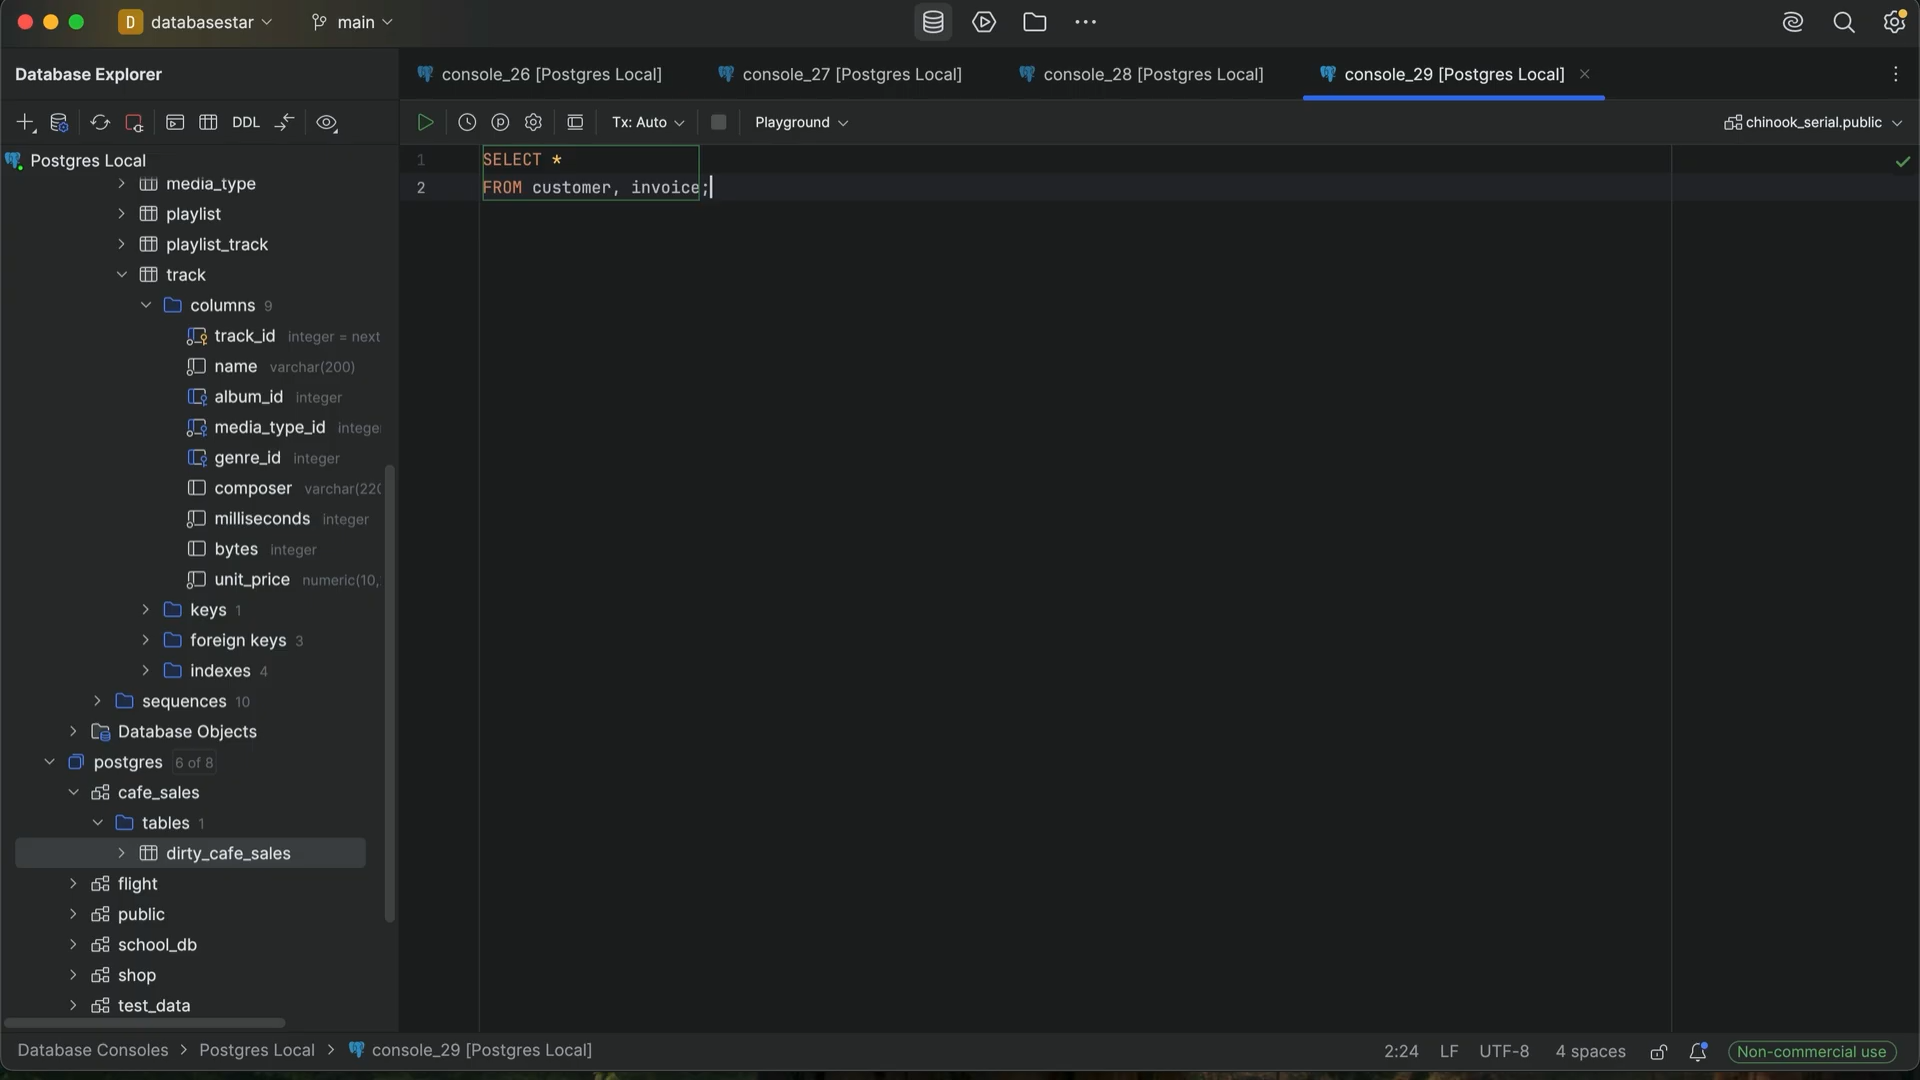 D databasestar
main
Database Explorer
console_26 [Postgres Local]
console_27 [Postgres Local]
console_28 [Postgres Local]
console_29 [Postgres Local]
DDL
Tx: Auto
Playground
chinook_serial.public
Postgres Local
media_type
playlist
playlist_track
track
columns 9
track_id integer = next
name varchar(200)
album_id integer
media_type_id intege
genre_id integer
composer varchar(220
milliseconds integer
bytes integer
unit_price numeric(10,
keys 1
foreign keys 3
indexes 4
sequences 10
Database Objects
postgres 6 of 8
cafe_sales
tables 1
dirty_cafe_sales
flight
public
school_db
shop
test_data
1 SELECT *
2 FROM customer, invoice;
Database Consoles > Postgres Local > console_29 [Postgres Local]
2:24 LF UTF-8 4 spaces Non-commercial use